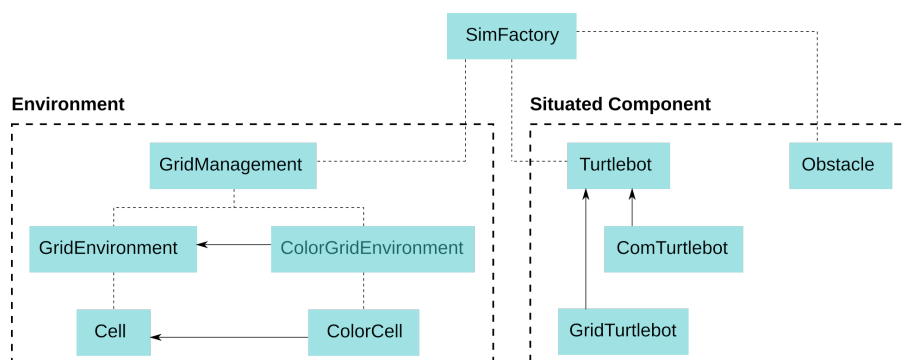 SimFactory
Environment
Situated Component
GridManagement
Turtlebot
Obstacle
GridEnvironment
ColorGridEnvironment
ComTurtlebot
Cell
ColorCell
GridTurtlebot